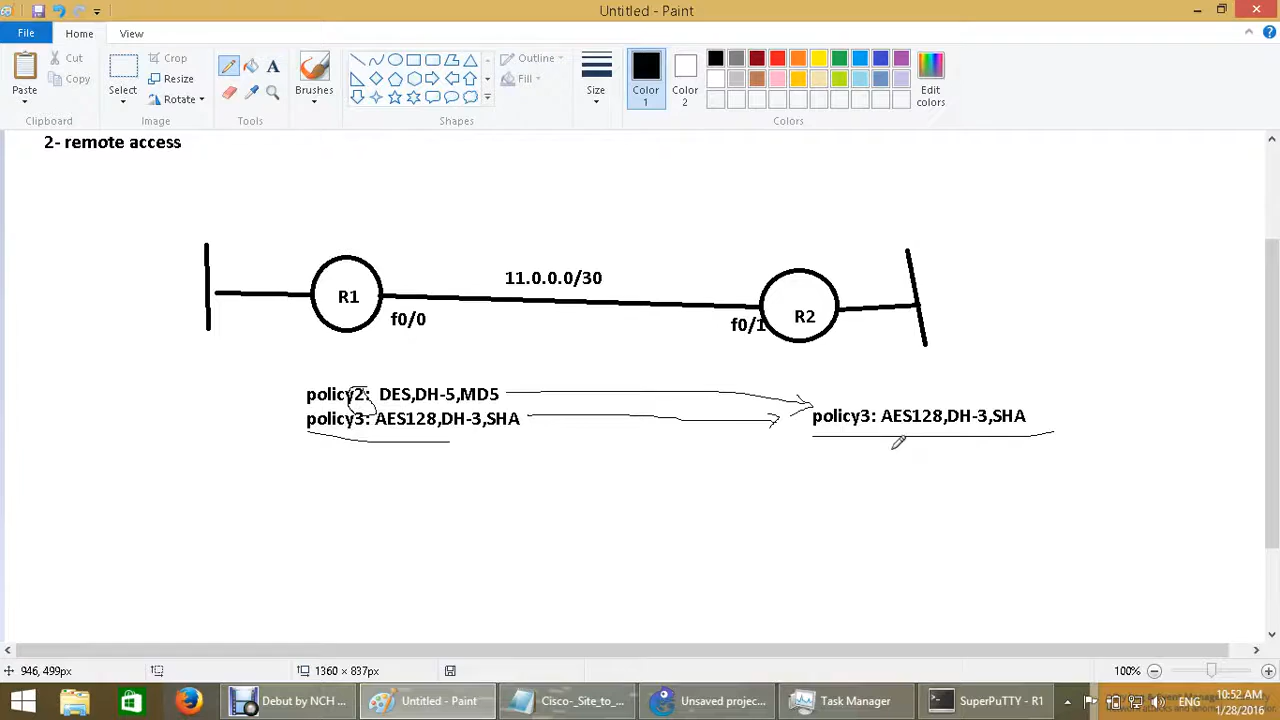 Untitled - Paint
File
Home
View
Paste
Cut
Copy
Clipboard
Select
Crop
Resize
Rotate
Image
Tools
Brushes
Shapes
Outline
Fill
Size
Color 1
Color 2
Edit colors
Colors
2- remote access
11.0.0.0/30
R1
R2
f0/0
f0/1
policy2: DES,DH-5,MD5
policy3: AES128,DH-3,SHA
policy3: AES128,DH-3,SHA
946, 499px
1360 × 837px
100%
Debut by NCH ...
Untitled - Paint
Cisco-_Site_to_...
Unsaved projec...
Task Manager
SuperPuTTY - R1
ENG
10:52 AM
1/28/2016